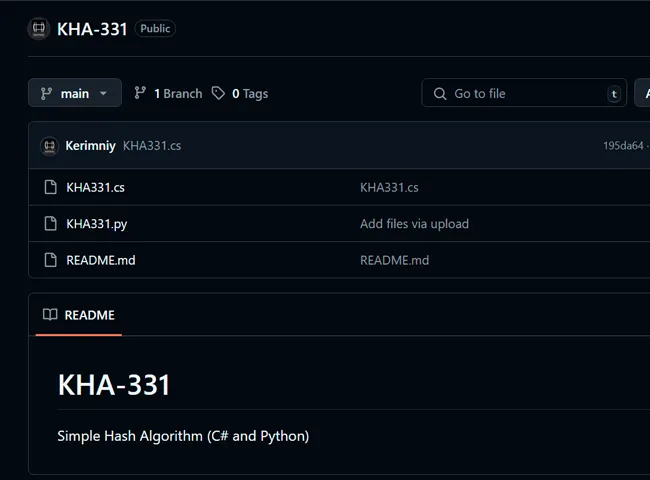 KHA-331 Public
main 1 Branch 0 Tags Go to file t
Kerimniy KHA331.cs 195da64 ·
KHA331.cs KHA331.cs
KHA331.py Add files via upload
README.md README.md
README
KHA-331
Simple Hash Algorithm (C# and Python)